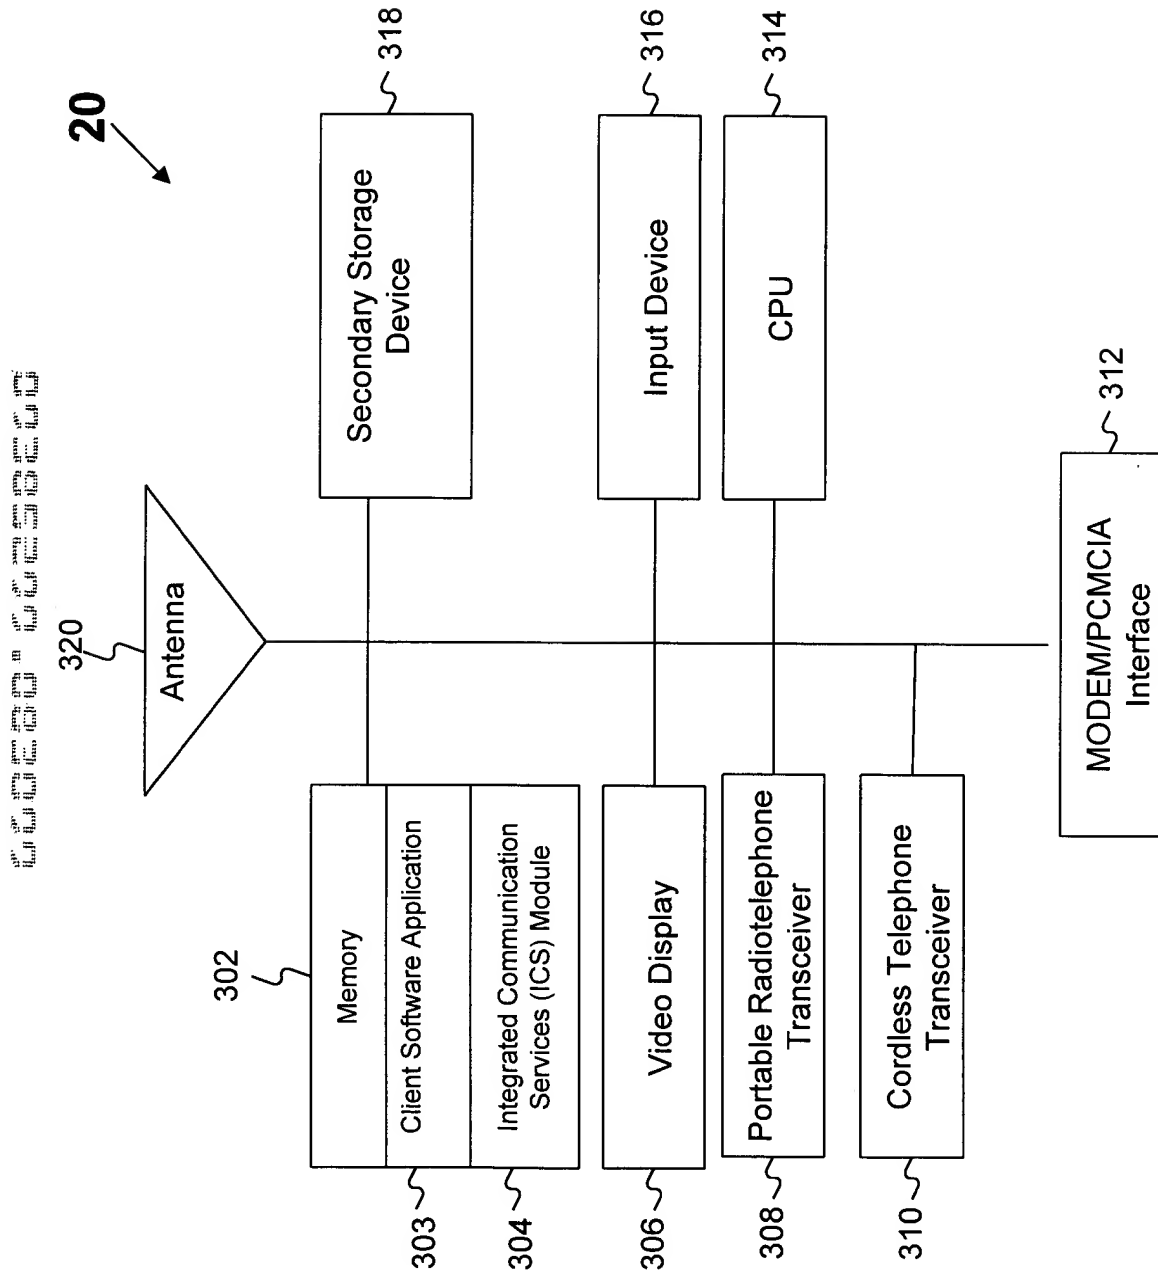 20
320
Antenna
302
Memory
303
Client Software Application
304
Integrated Communication
Services (ICS) Module
318
Secondary Storage
Device
306
Video Display
316
Input Device
308
Portable Radiotelephone
Transceiver
314
CPU
310
Cordless Telephone
Transceiver
312
MODEM/PCMCIA
Interface